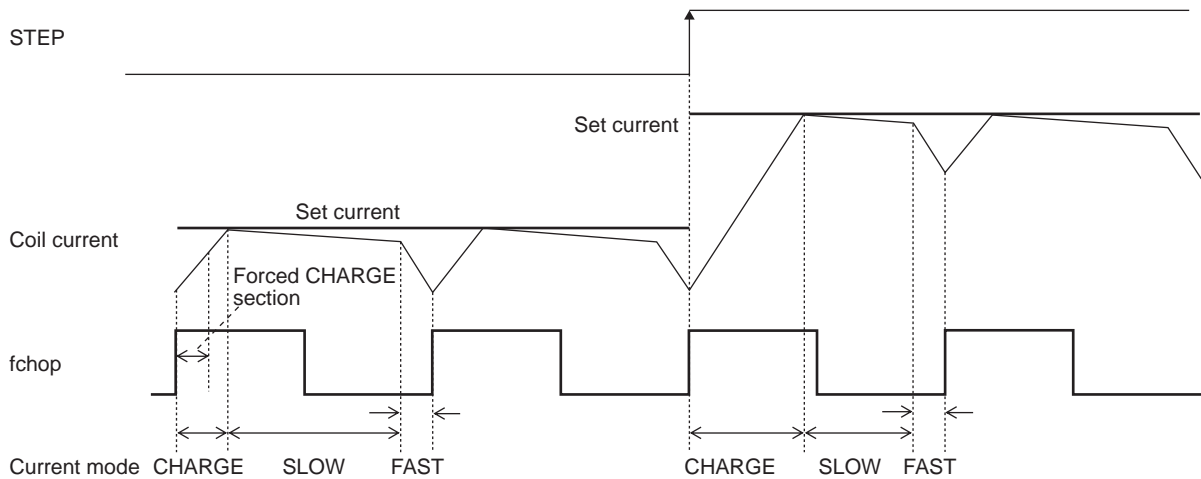 STEP
Set current
Set current
Coil current
Forced CHARGE
section
fchop
Current mode CHARGE SLOW FAST CHARGE SLOW FAST